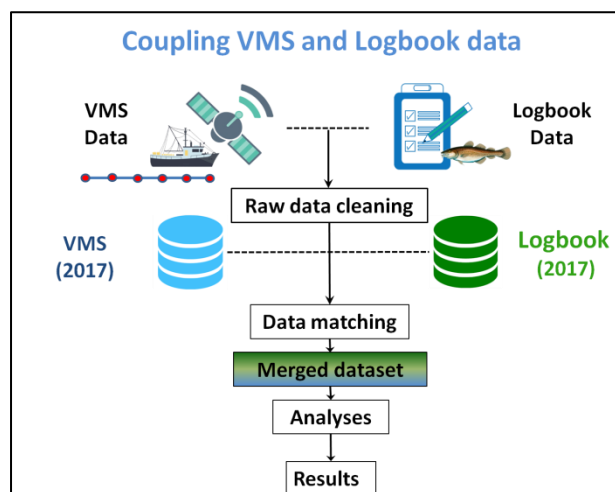 Coupling VMS and Logbook data
VMS
Data
Logbook
Data
Raw data cleaning
VMS
(2017)
Logbook
(2017)
Data matching
Merged dataset
Analyses
Results